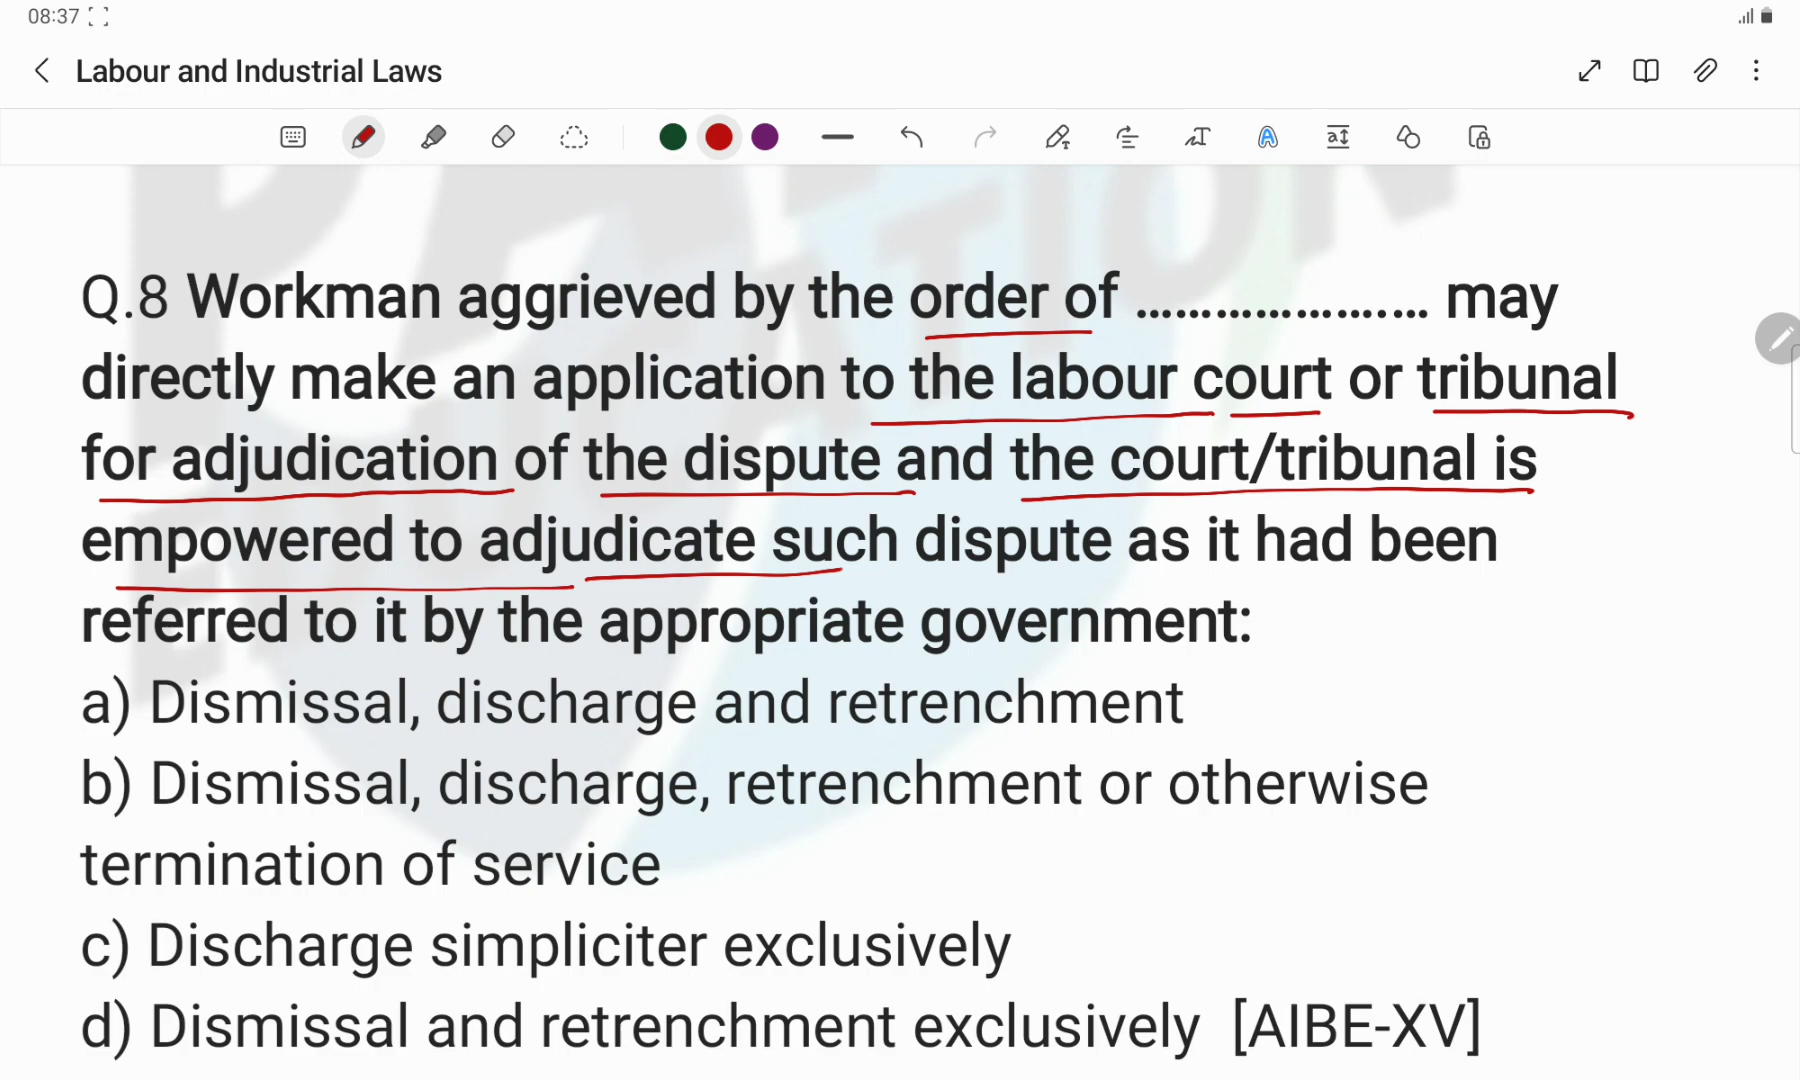 08:37
Labour and Industrial Laws
Q.8 Workman aggrieved by the order of ...................... may
directly make an application to the labour court or tribunal
for adjudication of the dispute and the court/tribunal is
empowered to adjudicate such dispute as it had been
referred to it by the appropriate government:
a) Dismissal, discharge and retrenchment
b) Dismissal, discharge, retrenchment or otherwise
termination of service
c) Discharge simpliciter exclusively
d) Dismissal and retrenchment exclusively [AIBE-XV]